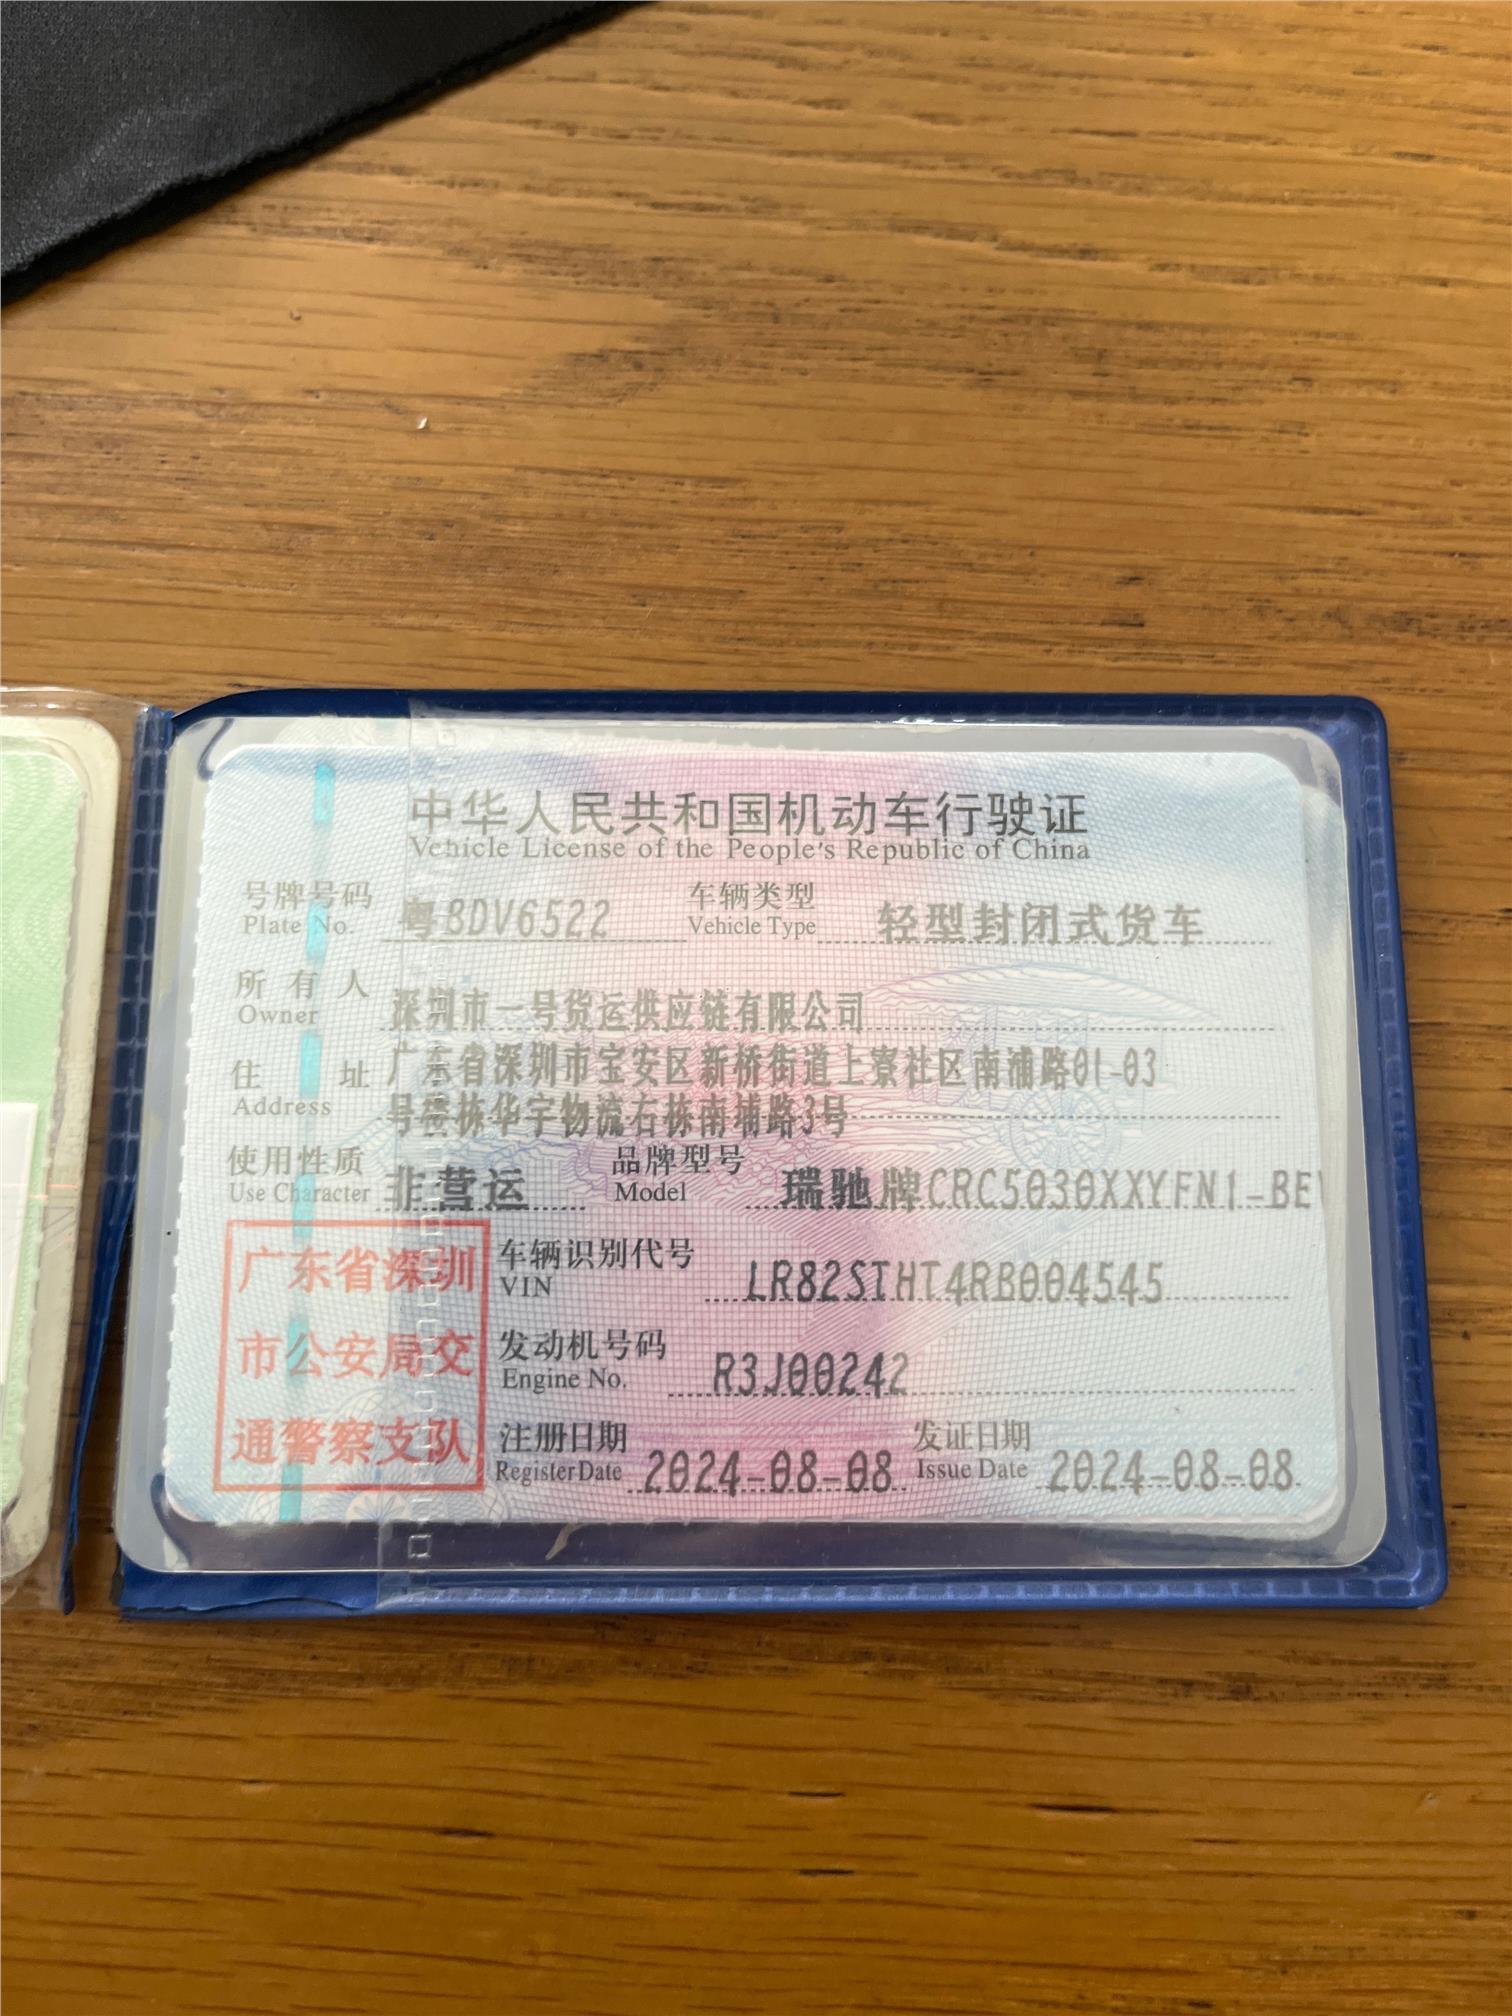 中华人民共和国机动车行驶证
Vehicle License of the People's Republic of China
号牌号码 粤BDV6522 车辆类型 轻型封闭式货车
Plate No. Vehicle Type
所有人 深圳市一号货运供应链有限公司
Owner
住址 广东省深圳市宝安区新桥街道上寮社区南浦路01-03
Address 号整栋华宇物流右栋南埔路3号
使用性质 非营运 品牌型号 瑞驰牌CRC5030XXYFN1-BEV
Use Character Model
广东省深圳
市公安局交
通警察支队
车辆识别代号 LR82STHT4RB004545
VIN
发动机号码 R3J00242
Engine No.
注册日期 2024-08-08 发证日期 2024-08-08
Register Date Issue Date